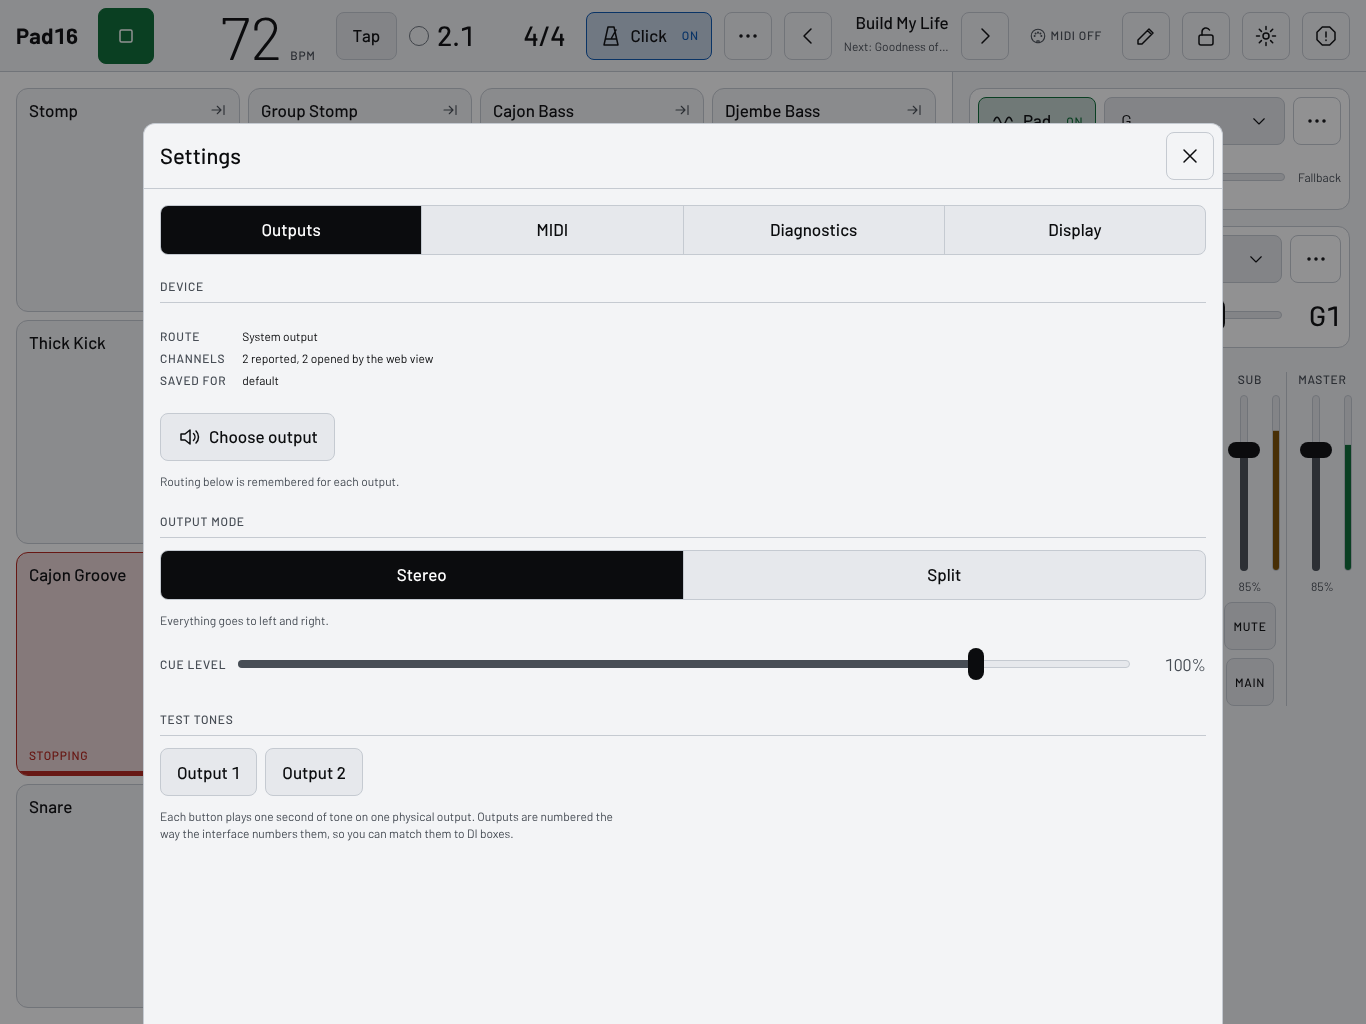 Pad16
72 BPM
Tap
2.1
4/4
Click ON
Build My Life
Next: Goodness of...
MIDI OFF
Stomp
Group Stomp
Cajon Bass
Djembe Bass
Pad ON
G
Fallback
Settings
Outputs
MIDI
Diagnostics
Display
DEVICE
ROUTE System output
CHANNELS 2 reported, 2 opened by the web view
SAVED FOR default
Choose output
Routing below is remembered for each output.
OUTPUT MODE
Stereo
Split
Everything goes to left and right.
CUE LEVEL
100%
TEST TONES
Output 1
Output 2
Each button plays one second of tone on one physical output. Outputs are numbered the
way the interface numbers them, so you can match them to DI boxes.
Thick Kick
Cajon Groove
STOPPING
Snare
G1
SUB
MASTER
85%
85%
MUTE
MAIN